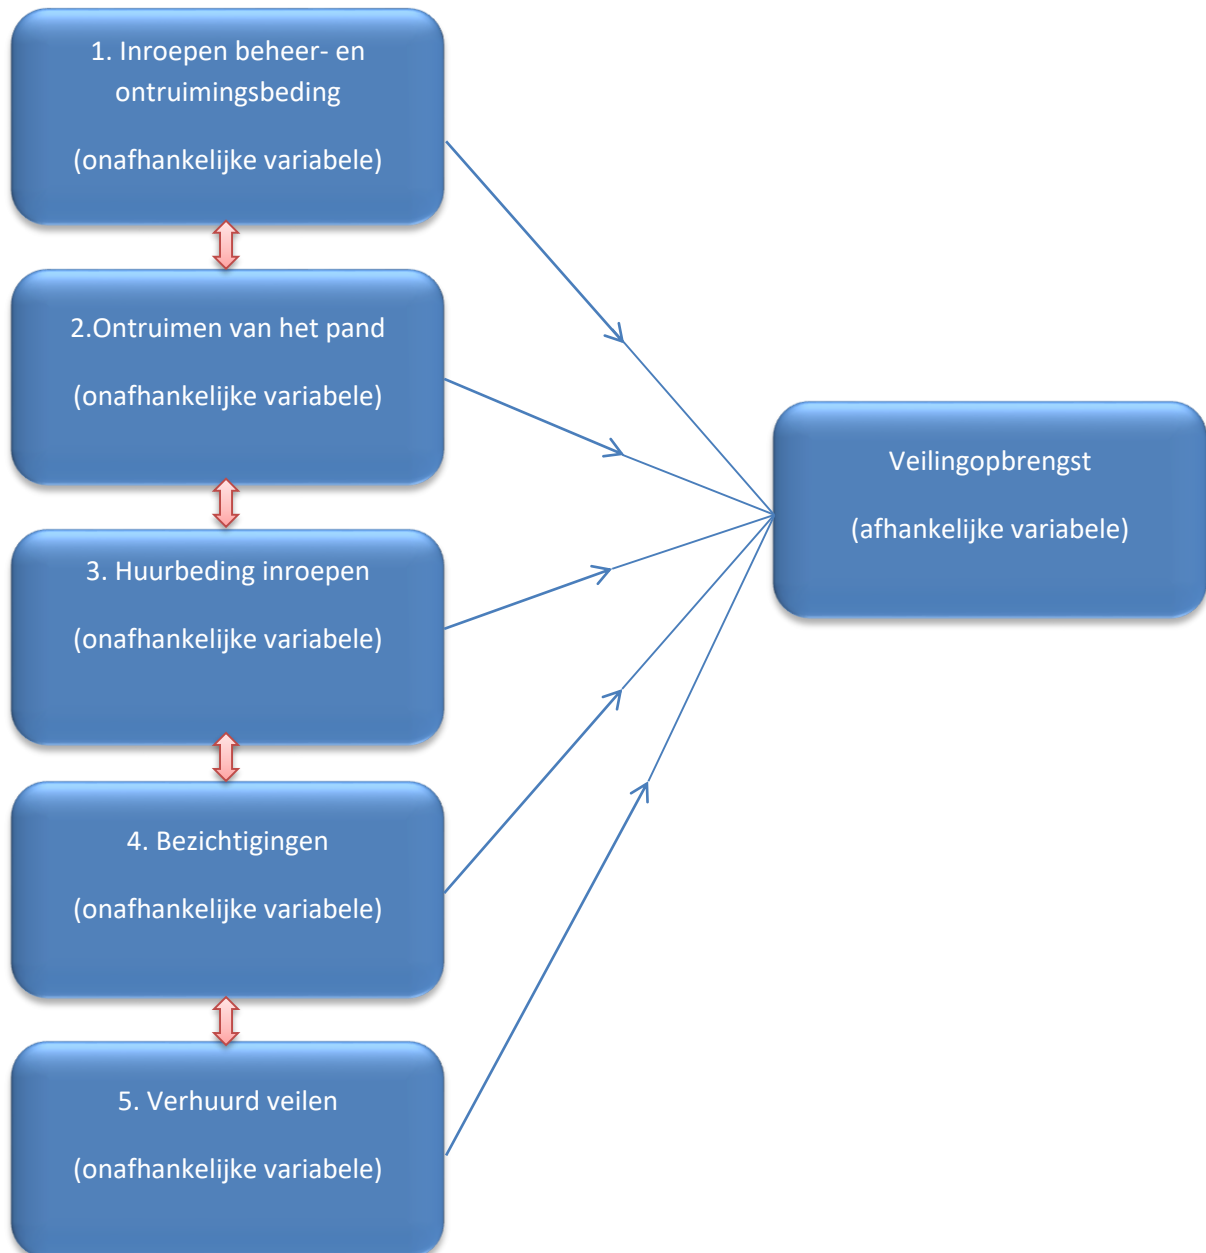 1. Inroepen beheer- en
ontruimingsbeding
(onafhankelijke variabele)
2.Ontruimen van het pand
(onafhankelijke variabele)
3. Huurbeding inroepen
(onafhankelijke variabele)
4. Bezichtigingen
(onafhankelijke variabele)
5. Verhuurd veilen
(onafhankelijke variabele)
Veilingopbrengst
(afhankelijke variabele)